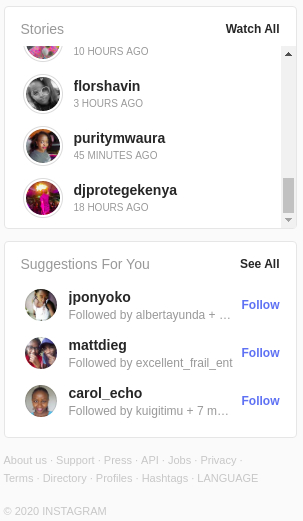 Stories Watch All
10 HOURS AGO
florshavin
3 HOURS AGO
puritymwaura
45 MINUTES AGO
djprotegekenya
18 HOURS AGO
Suggestions For You See All
jponyoko Follow
Followed by albertayunda + …
mattdieg Follow
Followed by excellent_frail_ent
carol_echo Follow
Followed by kuigitimu + 7 m…
About us · Support · Press · API · Jobs · Privacy ·
Terms · Directory · Profiles · Hashtags · LANGUAGE
© 2020 INSTAGRAM